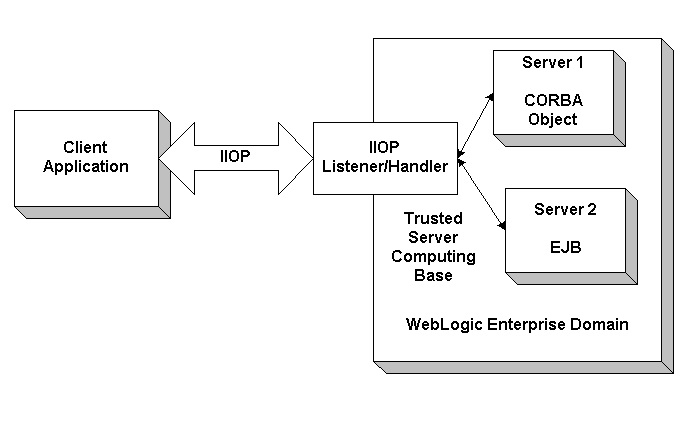 Client
Application
IIOP
IIOP
Listener/Handler
Server 1
CORBA
Object
Server 2
EJB
Trusted
Server
Computing
Base
WebLogic Enterprise Domain